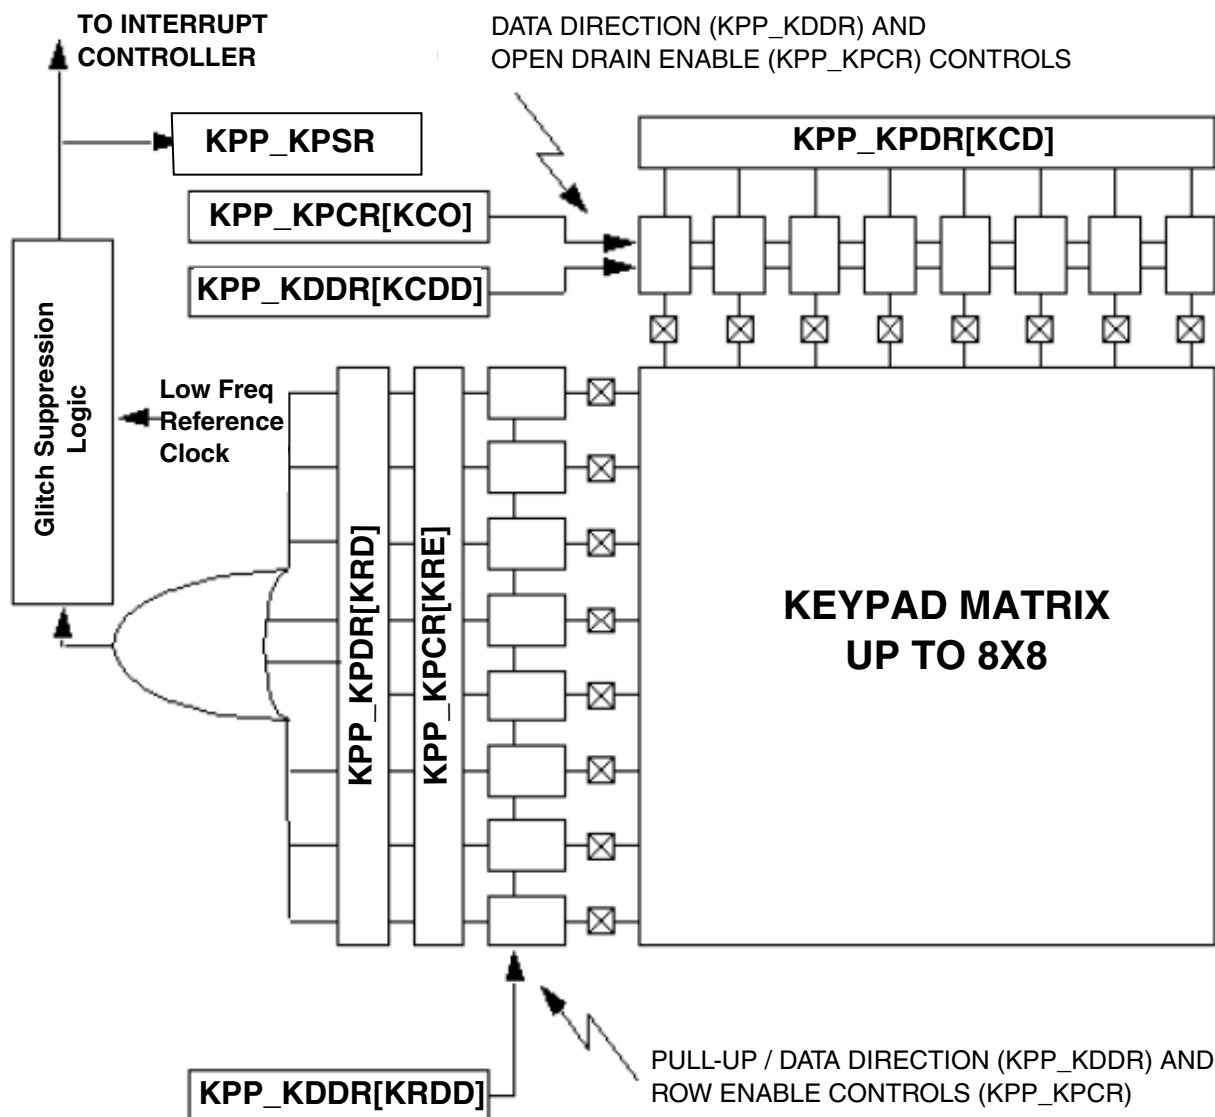 TO INTERRUPT
CONTROLLER
DATA DIRECTION (KPP_KDDR) AND
OPEN DRAIN ENABLE (KPP_KPCR) CONTROLS
KPP_KPSR
KPP_KPDR[KCD]
KPP_KPCR[KCO]
KPP_KDDR[KCDD]
Glitch Suppression
Logic
Low Freq
Reference
Clock
KPP_KPDR[KRD]
KPP_KPCR[KRE]
KEYPAD MATRIX
UP TO 8X8
KPP_KDDR[KRDD]
PULL-UP / DATA DIRECTION (KPP_KDDR) AND
ROW ENABLE CONTROLS (KPP_KPCR)